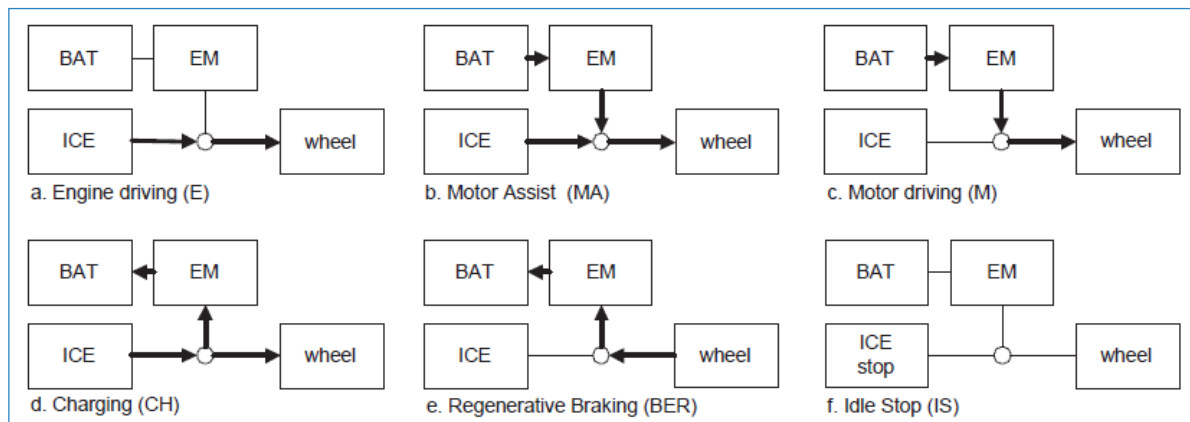 BAT EM BAT EM BAT EM
ICE wheel ICE wheel ICE wheel
a. Engine driving (E) b. Motor Assist (MA) c. Motor driving (M)
BAT EM BAT EM BAT EM
ICE wheel ICE wheel ICE stop wheel
d. Charging (CH) e. Regenerative Braking (BER) f. Idle Stop (IS)